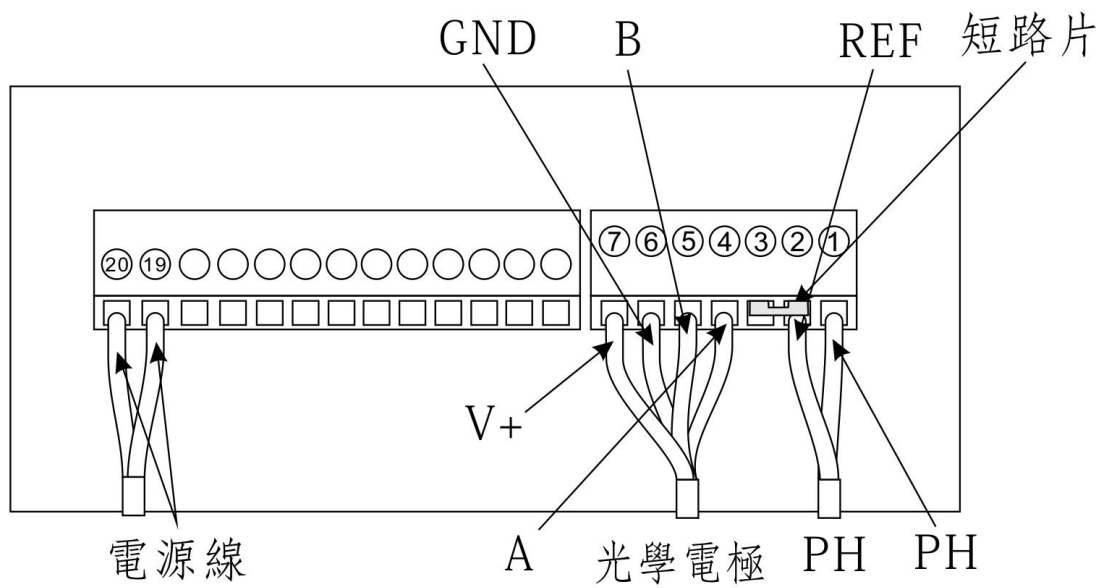 GND B REF 短路片
⑳ ⑲ ⑦ ⑥ ⑤ ④ ③ ② ①
V+
電源線 A 光學電極 PH PH